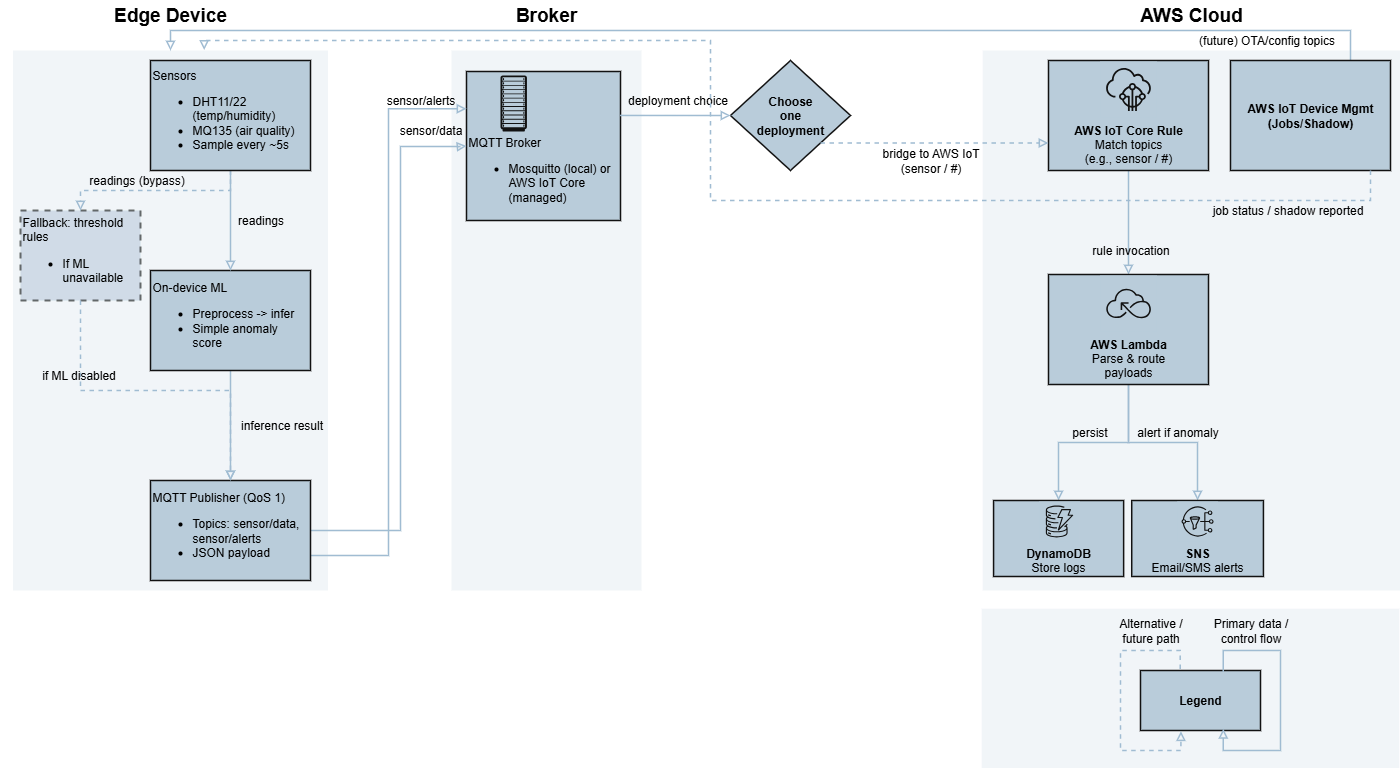 Edge Device
Broker
AWS Cloud
(future) OTA/config topics
Sensors
DHT11/22
(temp/humidity)
MQ135 (air quality)
Sample every ~5s
readings (bypass)
readings
Fallback: threshold
rules
If ML
unavailable
On-device ML
Preprocess -> infer
Simple anomaly
score
if ML disabled
inference result
MQTT Publisher (QoS 1)
Topics: sensor/data,
sensor/alerts
JSON payload
sensor/alerts
sensor/data
MQTT Broker
Mosquitto (local) or
AWS IoT Core
(managed)
deployment choice
Choose
one
deployment
bridge to AWS IoT
(sensor / #)
AWS IoT Core Rule
Match topics
(e.g., sensor / #)
AWS IoT Device Mgmt
(Jobs/Shadow)
job status / shadow reported
rule invocation
AWS Lambda
Parse & route
payloads
persist
alert if anomaly
DynamoDB
Store logs
SNS
Email/SMS alerts
Alternative /
future path
Primary data /
control flow
Legend